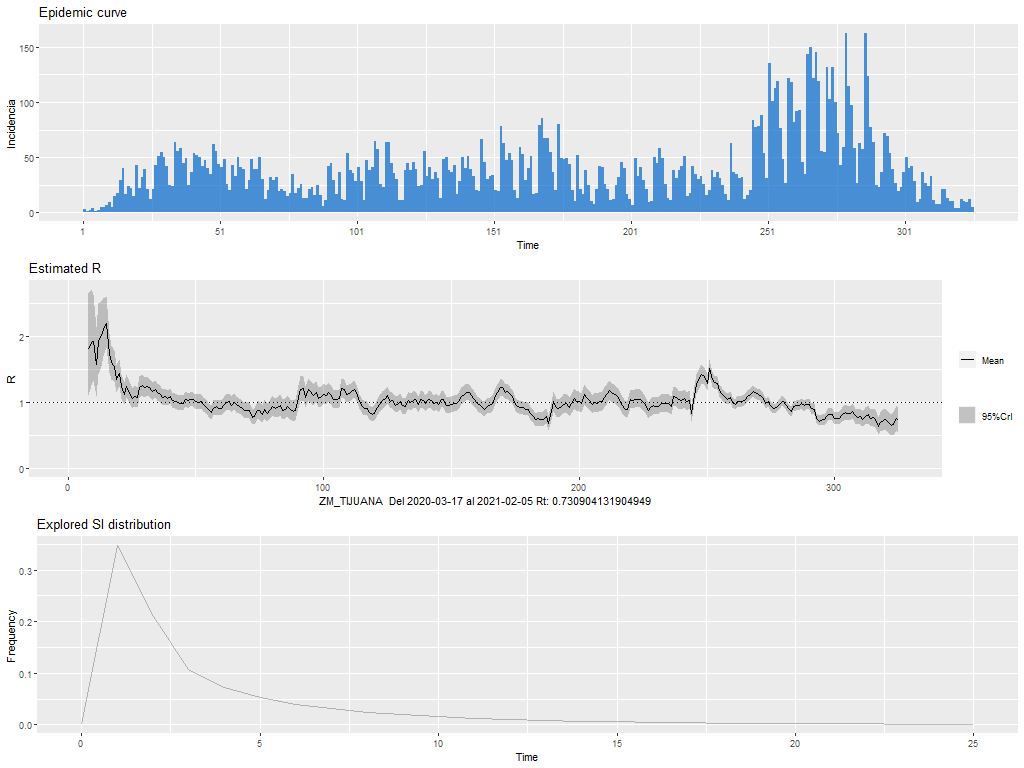 Epidemic curve
Incidencia
150
100
50
0
1
51
101
151
201
251
301
Time
Estimated R
R
2
1
0
0
100
200
300
ZM_TIJUANA Del 2020-03-17 al 2021-02-05 Rt: 0.730904131904949
Mean
95%CrI
Explored SI distribution
Frequency
0.3
0.2
0.1
0.0
0
5
10
15
20
25
Time